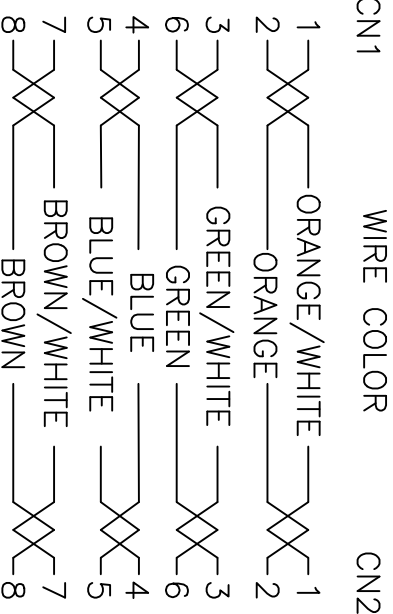 CN1 WIRE COLOR CN2
1 ORANGE/WHITE 1
2 ORANGE 2
3 GREEN/WHITE 3
6 GREEN 6
4 BLUE 4
5 BLUE/WHITE 5
7 BROWN/WHITE 7
8 BROWN 8